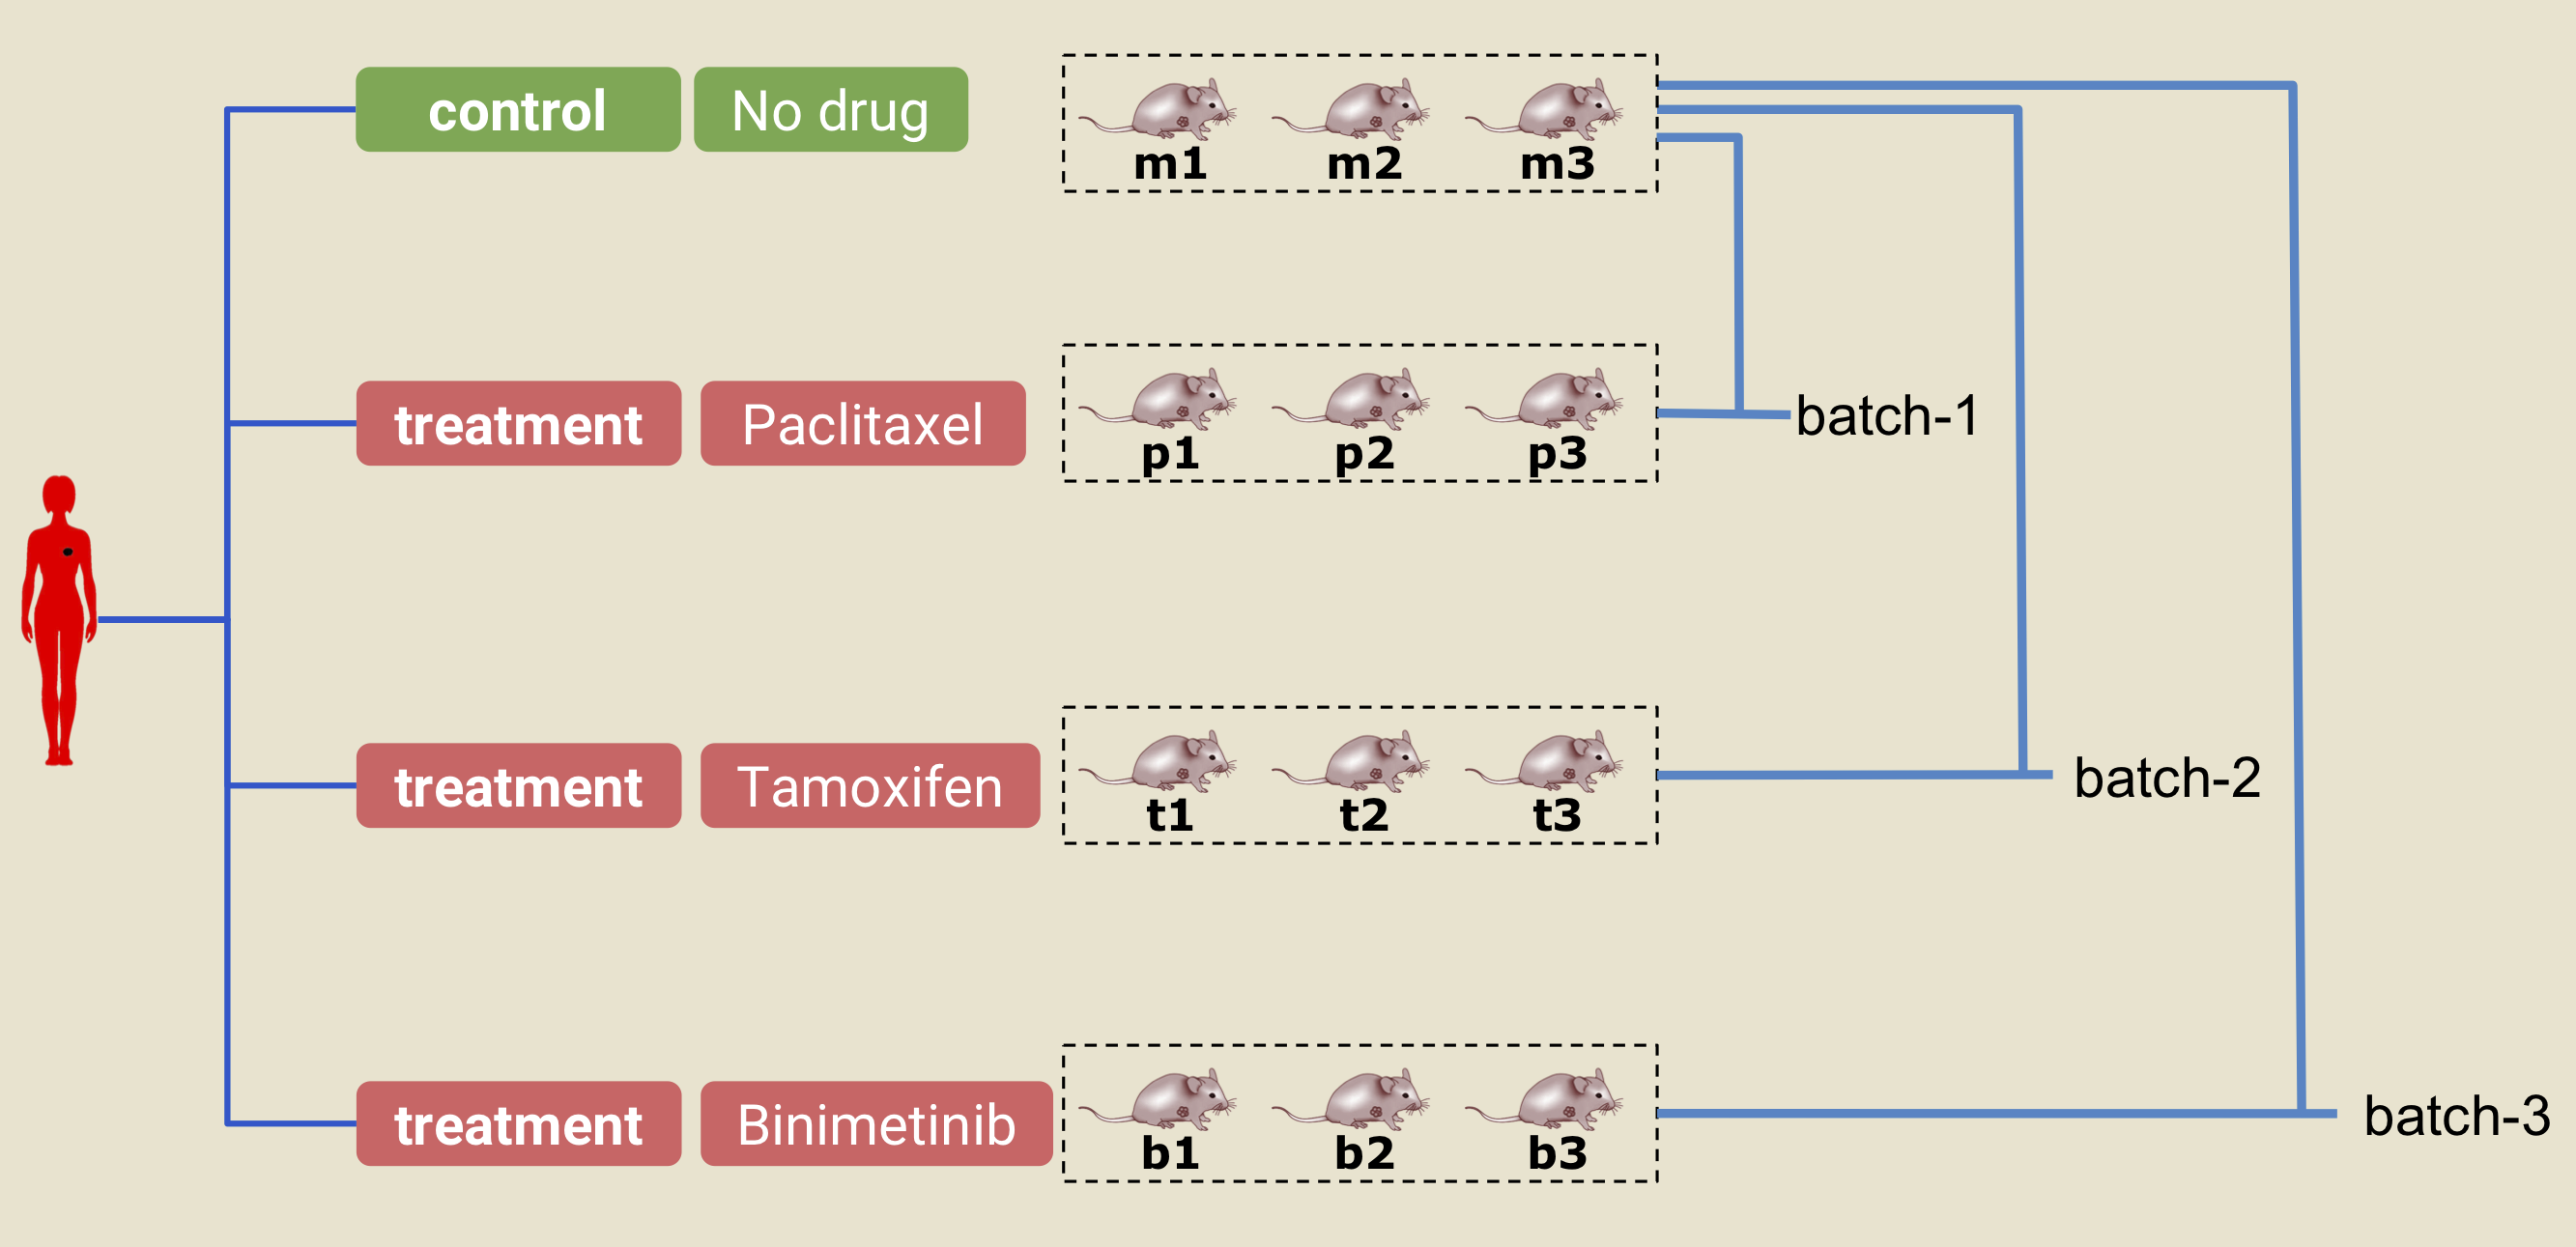 control No drug
m1 m2 m3
treatment Paclitaxel
p1 p2 p3
batch-1
treatment Tamoxifen
t1 t2 t3
batch-2
treatment Binimetinib
b1 b2 b3
batch-3